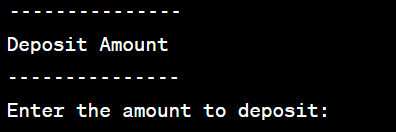 ---------------
Deposit Amount
---------------
Enter the amount to deposit: